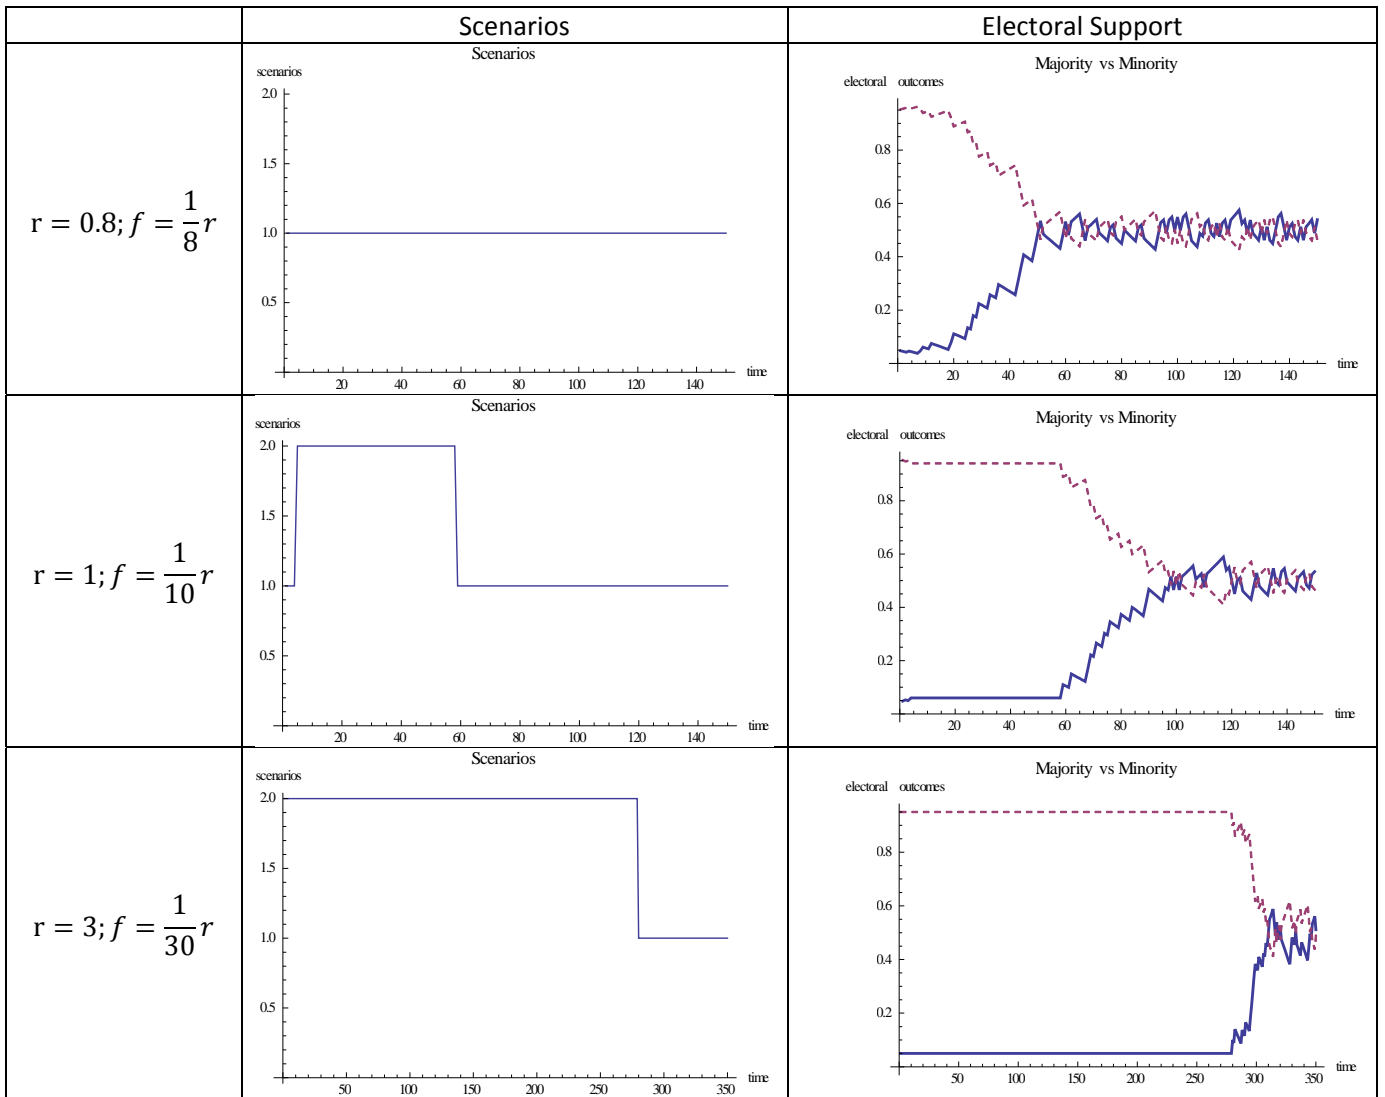 Scenarios
Electoral Support
r = 0.8; f = 1/8 r
Scenarios
scenarios
2.0
1.5
1.0
0.5
20 40 60 80 100 120 140
time
Majority vs Minority
electoral outcomes
0.8
0.6
0.4
0.2
20 40 60 80 100 120 140
time
r = 1; f = 1/10 r
Scenarios
scenarios
2.0
1.5
1.0
0.5
20 40 60 80 100 120 140
time
Majority vs Minority
electoral outcomes
0.8
0.6
0.4
0.2
20 40 60 80 100 120 140
time
r = 3; f = 1/30 r
Scenarios
scenarios
2.0
1.5
1.0
0.5
50 100 150 200 250 300 350
time
Majority vs Minority
electoral outcomes
0.8
0.6
0.4
0.2
50 100 150 200 250 300 350
time